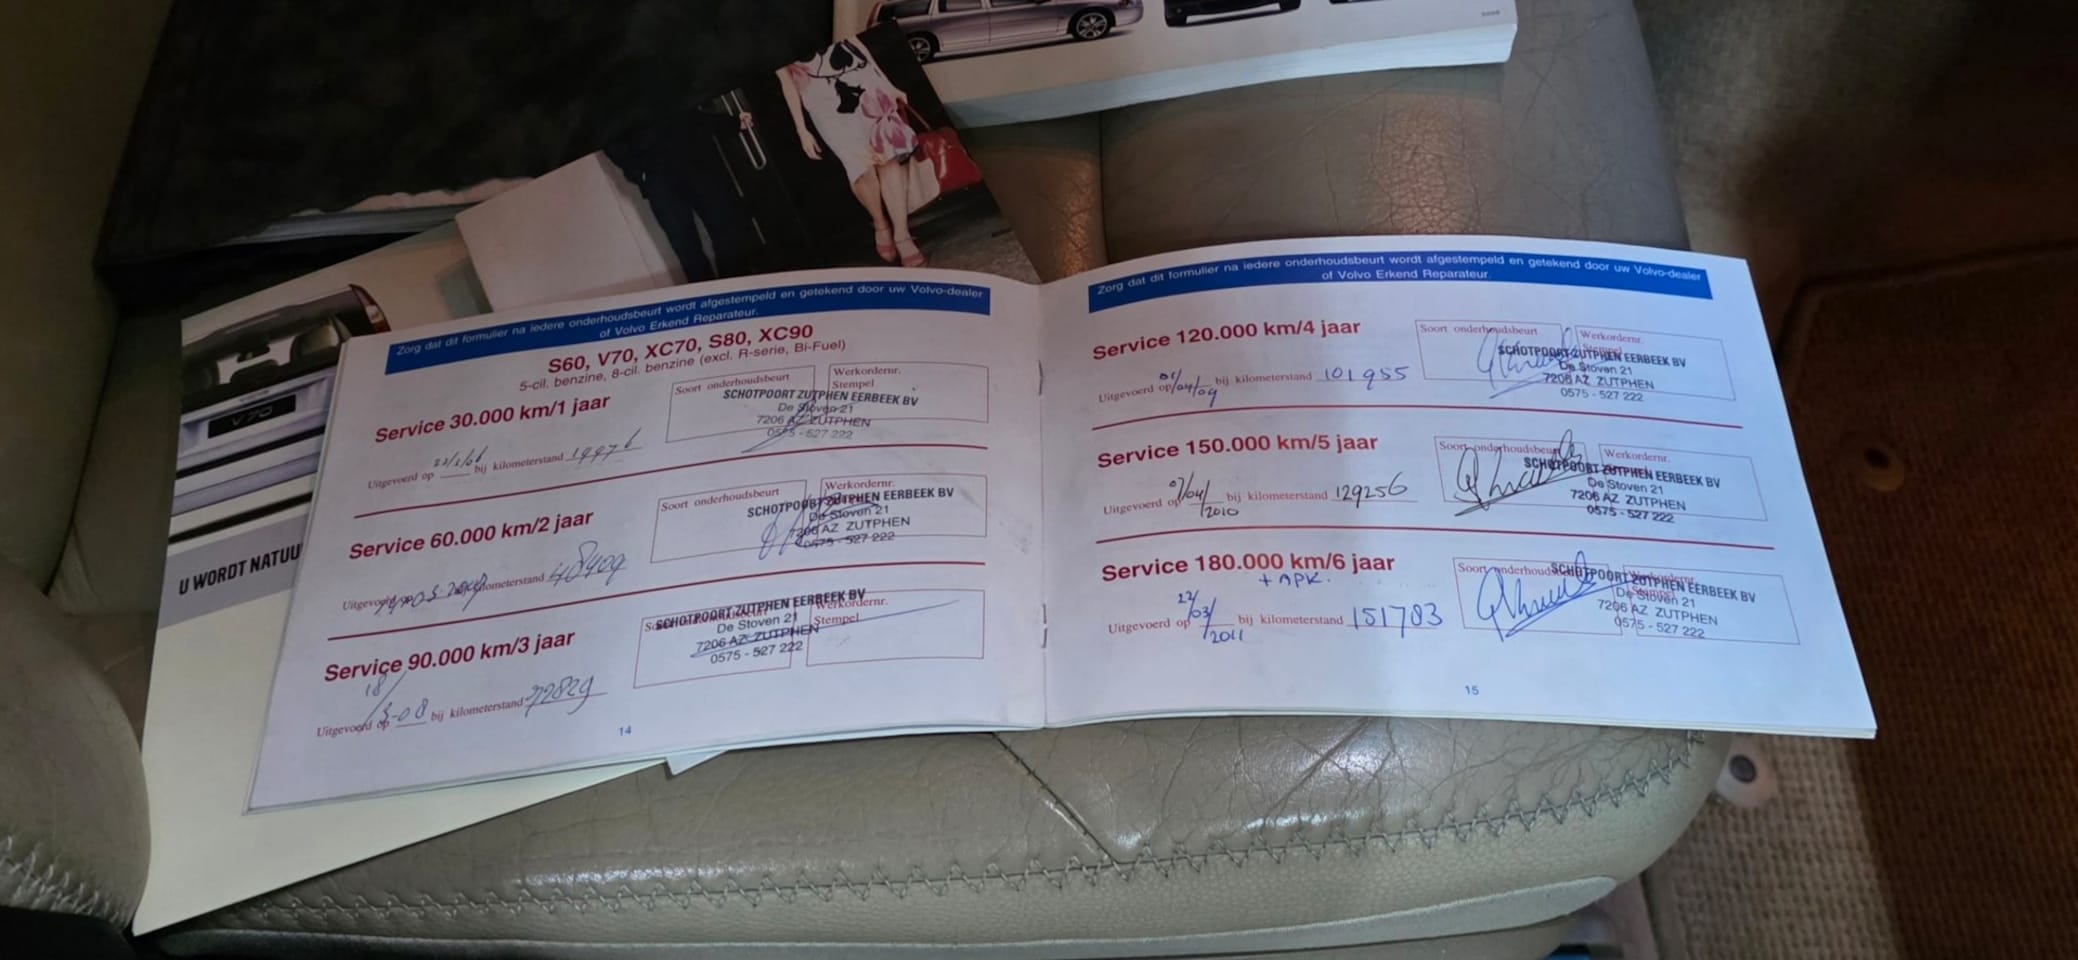 V70
U WORDT NATUU
Zorg dat dit formulier na iedere onderhoudsbeurt wordt afgestempeld en getekend door uw Volvo-dealer
of Volvo Erkend Reparateur.
S60, V70, XC70, S80, XC90
5-cil. benzine, 8-cil. benzine (excl. R-serie, Bi-Fuel)
Service 30.000 km/1 jaar
Uitgevoerd op bij kilometerstand 19976
Soort onderhoudsbeurt
Werkordernr.
Stempel
SCHOTPOORT ZUTPHEN EERBEEK BV
De Stoven 21
7206 AZ ZUTPHEN
0575 - 527 222
Service 60.000 km/2 jaar
Uitgevoerd kilometerstand 48409
Soort onderhoudsbeurt
Werkordernr.
SCHOTPOORT ZUTPHEN EERBEEK BV
De Stoven 21
7206 AZ ZUTPHEN
0575 - 527 222
Service 90.000 km/3 jaar
Uitgevoerd op 18/3-08 bij kilometerstand
Werkordernr.
Stempel
SCHOTPOORT ZUTPHEN EERBEEK BV
De Stoven 21
7206 AZ ZUTPHEN
0575 - 527 222
14
Zorg dat dit formulier na iedere onderhoudsbeurt wordt afgestempeld en getekend door uw Volvo-dealer
of Volvo Erkend Reparateur.
Service 120.000 km/4 jaar
Uitgevoerd op 01/04/09 bij kilometerstand 101955
Soort onderhoudsbeurt
Werkordernr.
Stempel
SCHOTPOORT ZUTPHEN EERBEEK BV
De Stoven 21
7206 AZ ZUTPHEN
0575 - 527 222
Service 150.000 km/5 jaar
Uitgevoerd op 07/04/2010 bij kilometerstand 129256
Soort onderhoudsbeurt
Werkordernr.
SCHOTPOORT ZUTPHEN EERBEEK BV
De Stoven 21
7206 AZ ZUTPHEN
0575 - 527 222
Service 180.000 km/6 jaar
+ APK.
Uitgevoerd op 22/03/2011 bij kilometerstand 151783
Werkordernr.
Stempel
SCHOTPOORT ZUTPHEN EERBEEK BV
De Stoven 21
7206 AZ ZUTPHEN
0575 - 527 222
15